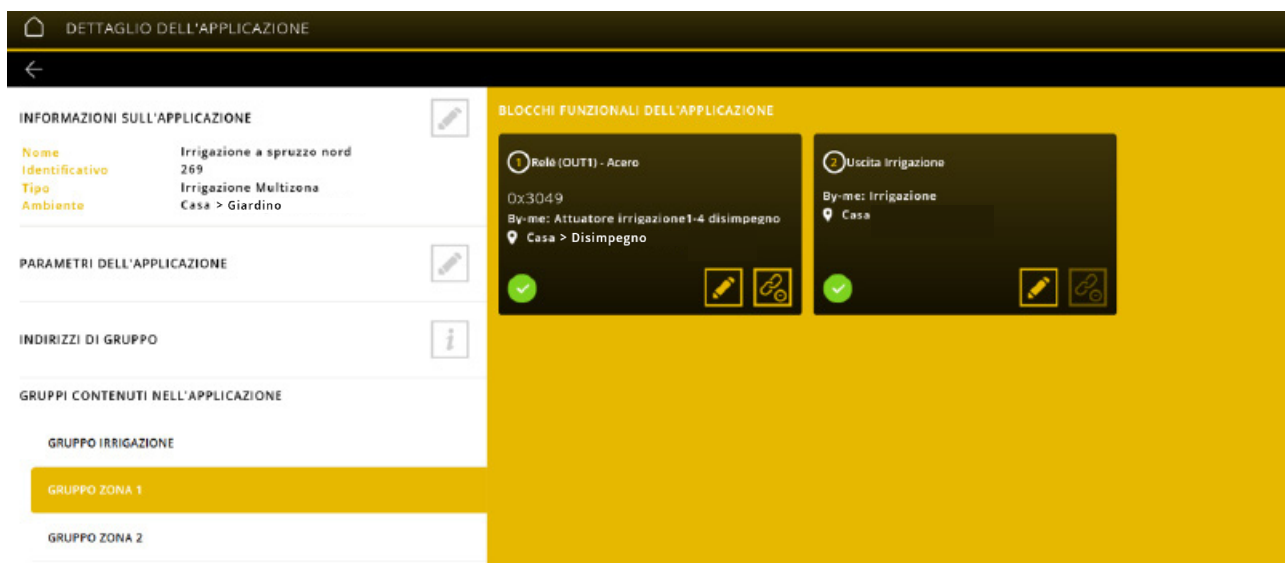 DETTAGLIO DELL'APPLICAZIONE
INFORMAZIONI SULL'APPLICAZIONE
Nome Irrigazione a spruzzo nord
Identificativo 269
Tipo Irrigazione Multizona
Ambiente Casa > Giardino
PARAMETRI DELL'APPLICAZIONE
INDIRIZZI DI GRUPPO
i
GRUPPI CONTENUTI NELL'APPLICAZIONE
GRUPPO IRRIGAZIONE
GRUPPO ZONA 1
GRUPPO ZONA 2
BLOCCHI FUNZIONALI DELL'APPLICAZIONE
1 Relé (OUT1) - Acero
0x3049
By-me: Attuatore irrigazione1-4 disimpegno
Casa > Disimpegno
2 Uscita Irrigazione
By-me: Irrigazione
Casa